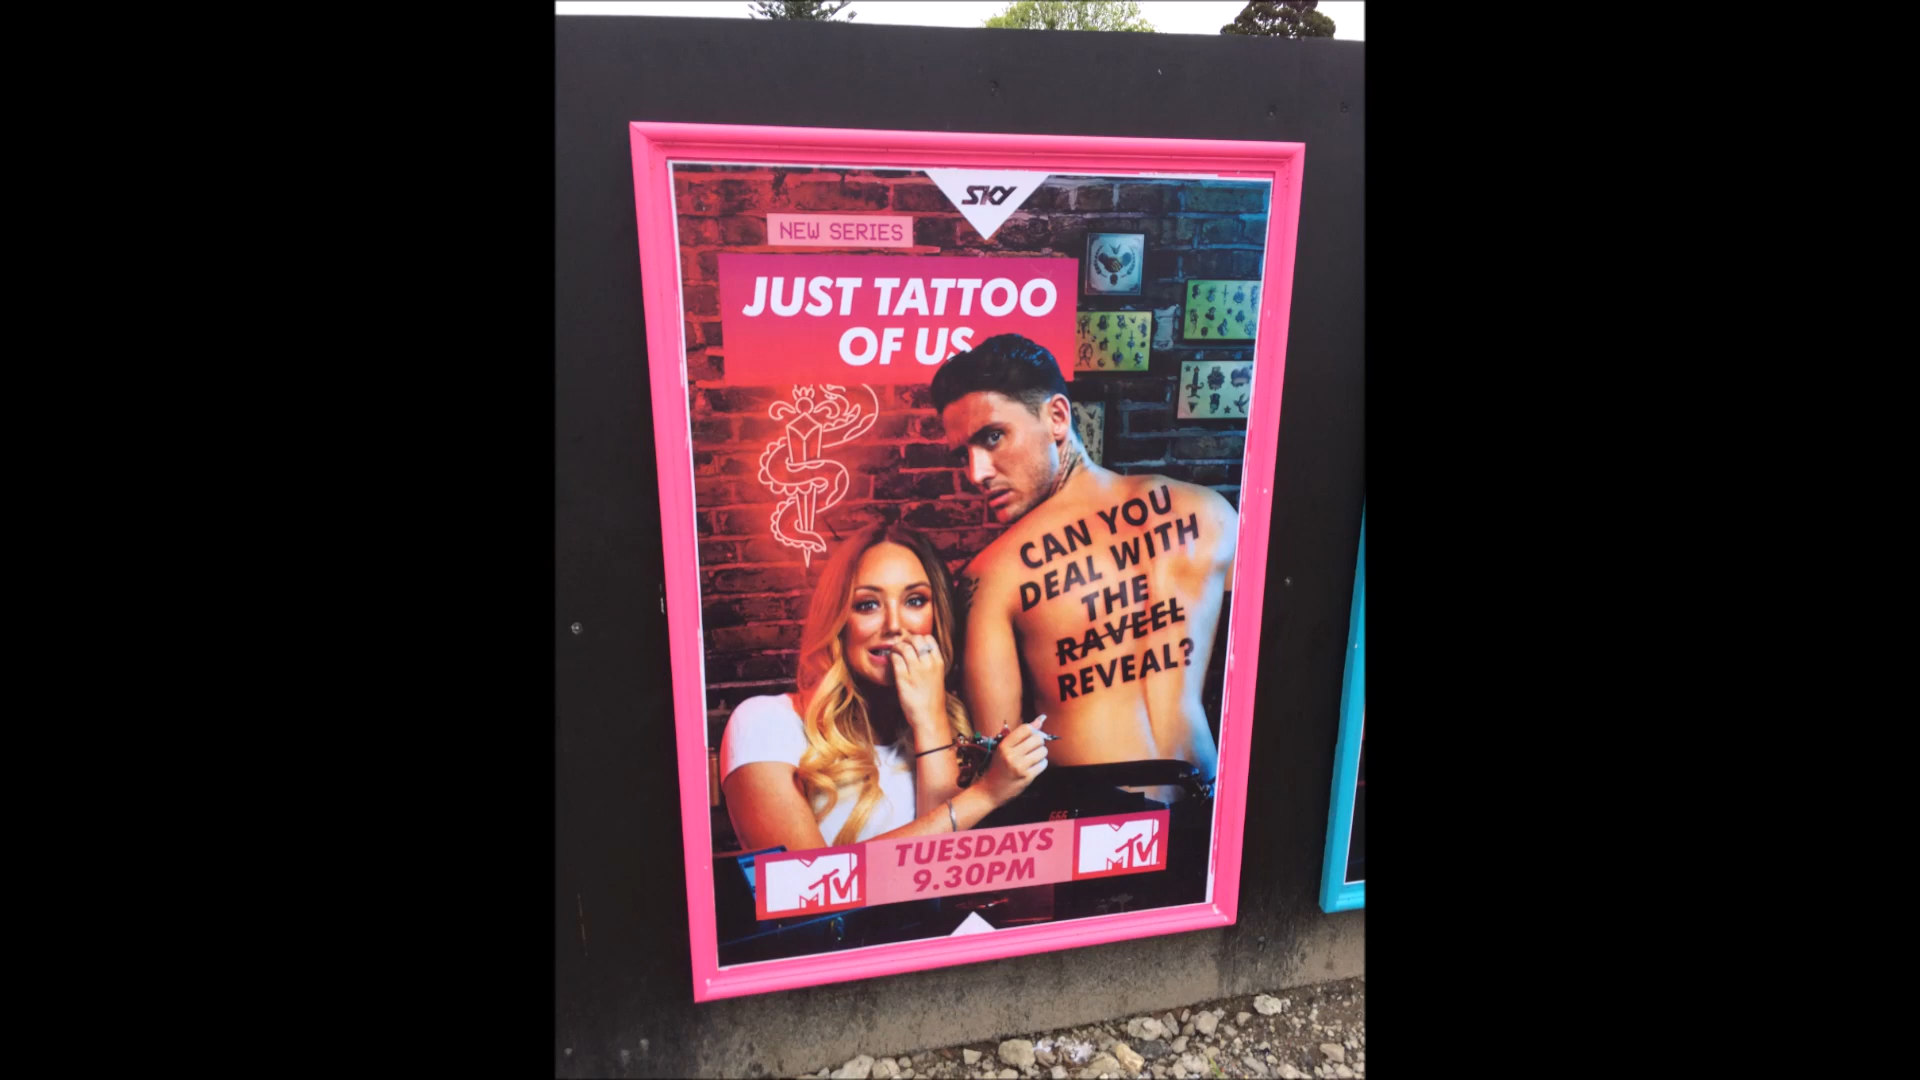 SKY
NEW SERIES
JUST TATTOO
OF US
CAN YOU
DEAL WITH
THE
RAVEEL
REVEAL?
TUESDAYS
9.30PM
MTV
MTV
666